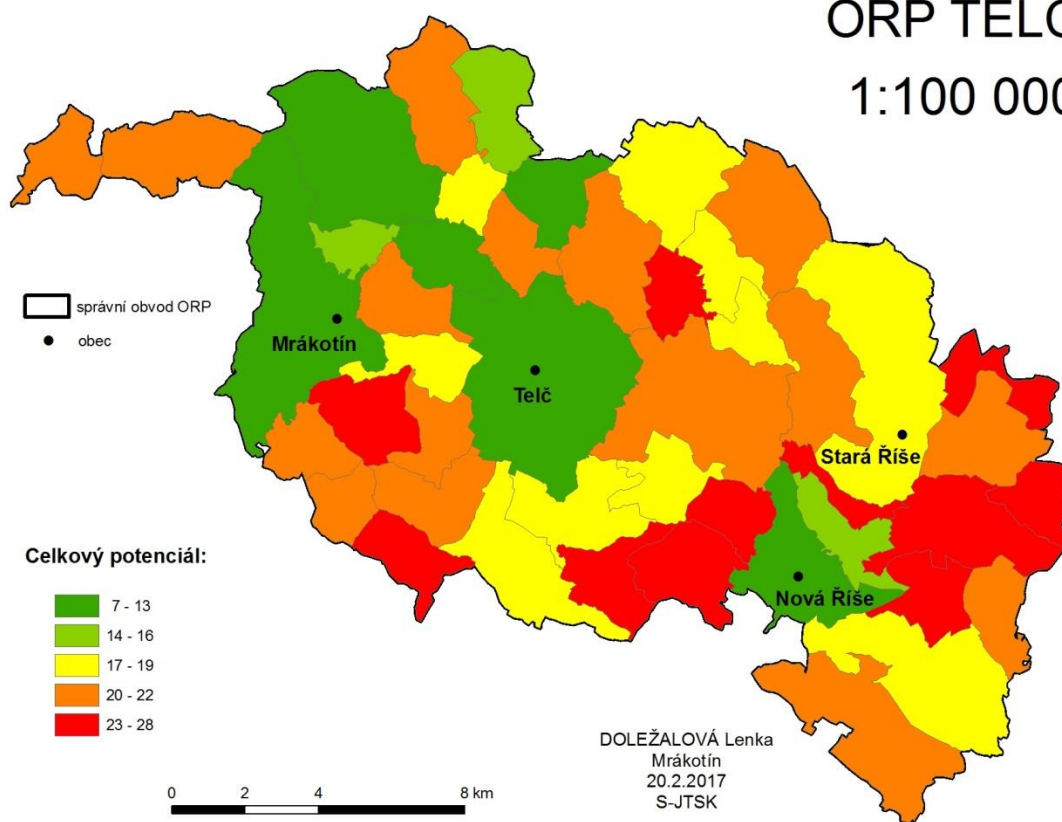 ORP TELČ
1:100 000
správní obvod ORP
obec
Mrákotín
Telč
Stará Říše
Nová Říše
Celkový potenciál:
7 - 13
14 - 16
17 - 19
20 - 22
23 - 28
0 2 4 8 km
DOLEŽALOVÁ Lenka
Mrákotín
20.2.2017
S-JTSK